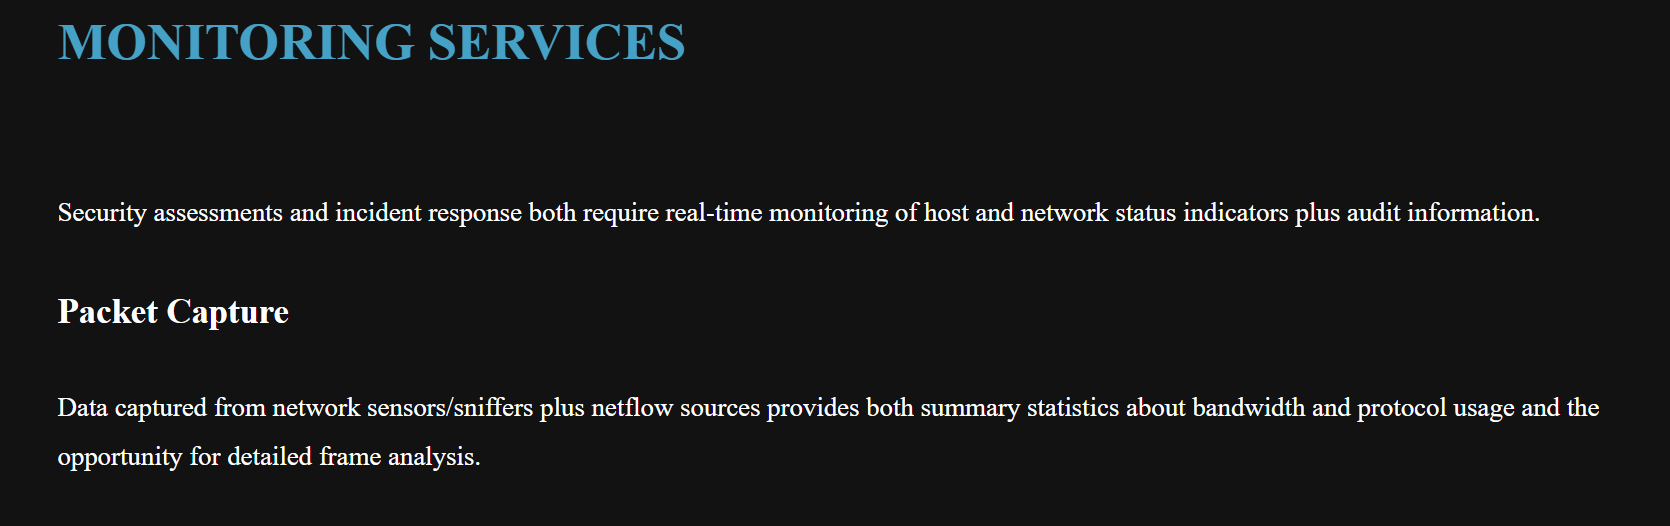 MONITORING SERVICES
Security assessments and incident response both require real-time monitoring of host and network status indicators plus audit information.
Packet Capture
Data captured from network sensors/sniffers plus netflow sources provides both summary statistics about bandwidth and protocol usage and the
opportunity for detailed frame analysis.